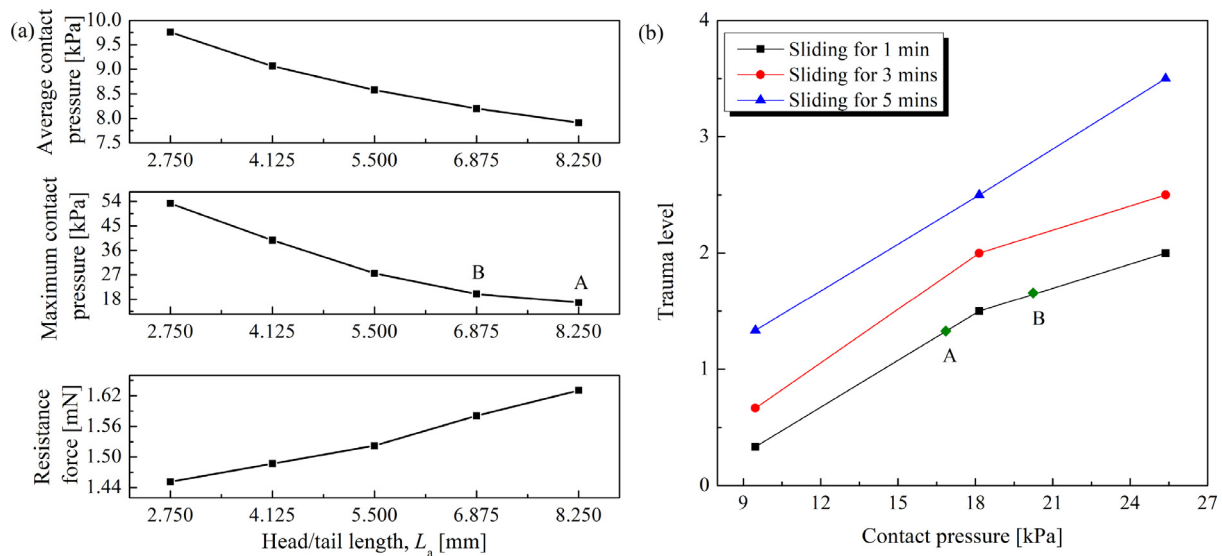 (a)
Average contact
pressure [kPa]
10.0
9.5
9.0
8.5
8.0
7.5
2.750 4.125 5.500 6.875 8.250
Maximum contact
pressure [kPa]
54
45
36
27
18
B
A
2.750 4.125 5.500 6.875 8.250
Resistance
force [mN]
1.62
1.56
1.50
1.44
2.750 4.125 5.500 6.875 8.250
Head/tail length, La [mm]
(b)
Sliding for 1 min
Sliding for 3 mins
Sliding for 5 mins
Trauma level
4
3
2
1
0
A
B
9 12 15 18 21 24 27
Contact pressure [kPa]